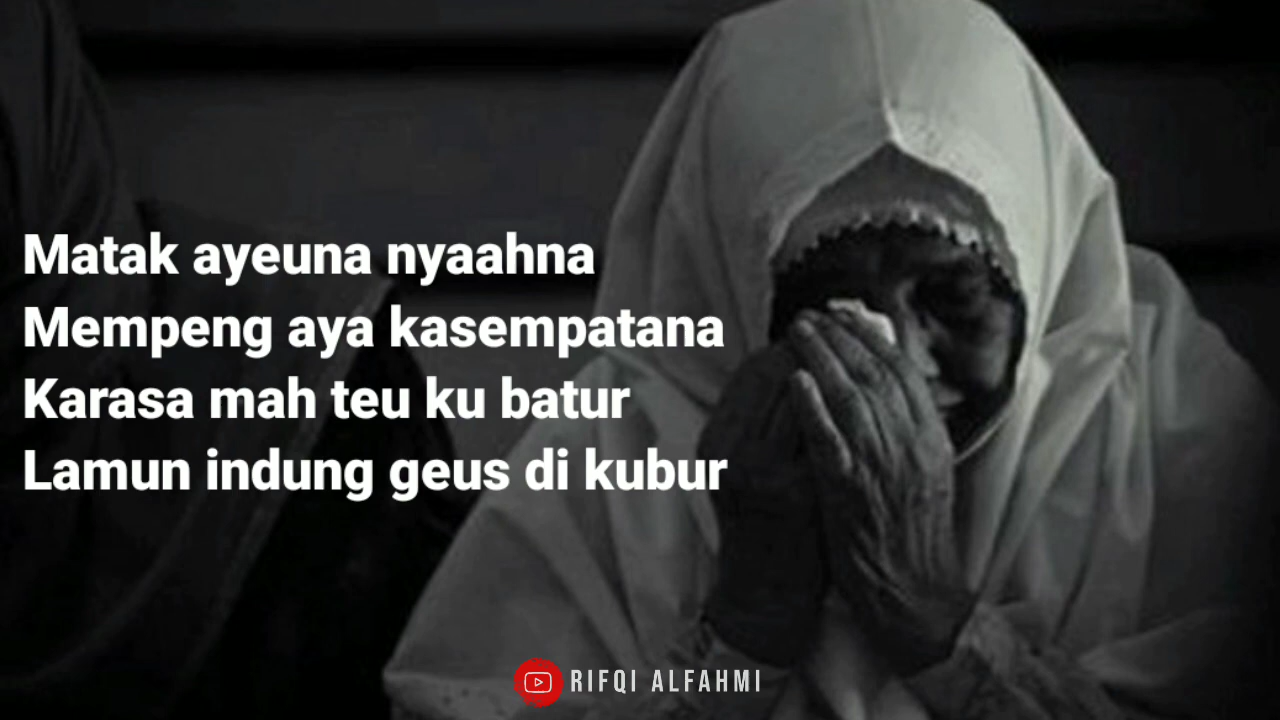 Matak ayeuna nyaahna
Mempeng aya kasempatana
Karasa mah teu ku batur
Lamun indung geus di kubur
RIFQI ALFAHMI